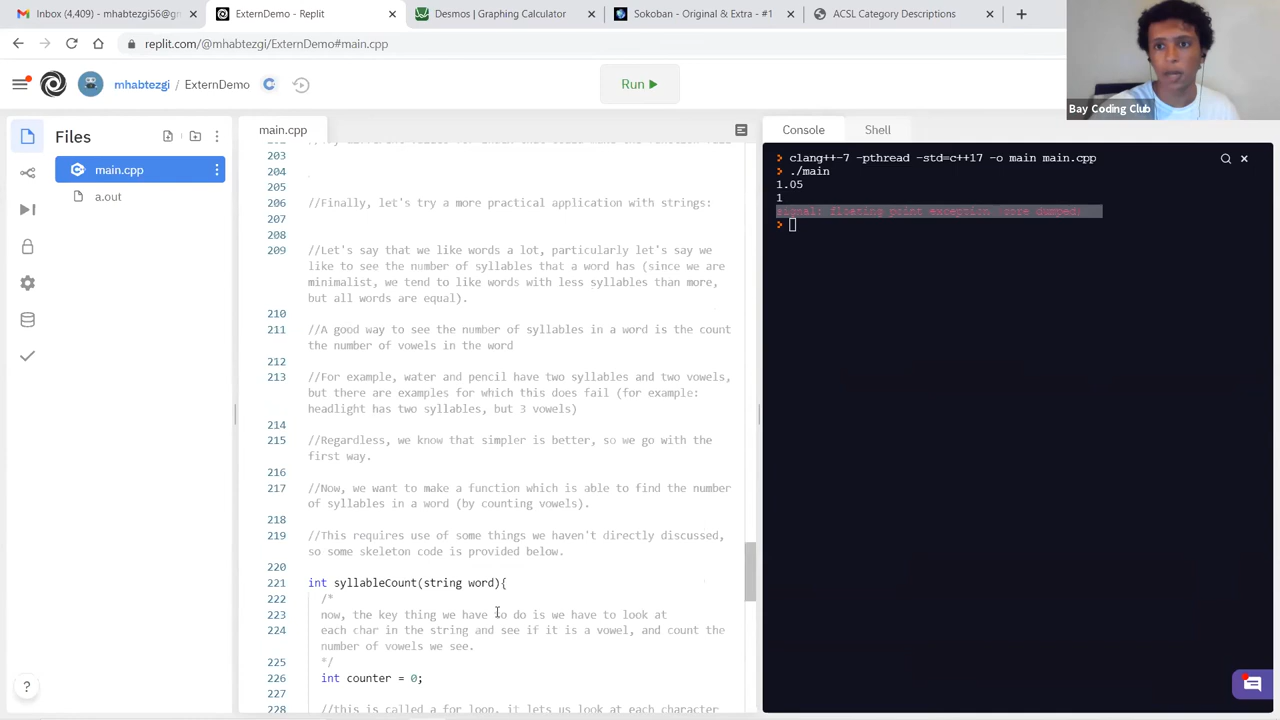 mhabtezgi56@gm
ExternDemo - Replit
Desmos | Graphing Calculator
Sokoban - Original & Extra - #1
ACSL Category Descriptions
replit.com/@mhabtezgi/ExternDemo#main.cpp
Bay Coding Club
mhabtezgi / ExternDemo
Run
Files
main.cpp
Console
Shell
main.cpp
a.out
203
204
205
206 //Finally, let's try a more practical application with strings:
207
208
209 //Let's say that we like words a lot, particularly let's say we
like to see the number of syllables that a word has (since we are
minimalist, we tend to like words with less syllables than more,
but all words are equal).
210
211 //A good way to see the number of syllables in a word is the count
the number of vowels in the word
212
213 //For example, water and pencil have two syllables and two vowels,
but there are examples for which this does fail (for example:
headlight has two syllables, but 3 vowels)
214
215 //Regardless, we know that simpler is better, so we go with the
first way.
216
217 //Now, we want to make a function which is able to find the number
of syllables in a word (by counting vowels).
218
219 //This requires use of some things we haven't directly discussed,
so some skeleton code is provided below.
220
221 int syllableCount(string word){
222 /*
223 now, the key thing we have to do is we have to look at
224 each char in the string and see if it is a vowel, and count the
number of vowels we see.
225 */
226 int counter = 0;
227
228 //this is called a for loop, it lets us look at each character
clang++-7 -pthread -std=c++17 -o main main.cpp
./main
1.05
1
signal: floating point exception (core dumped)
?